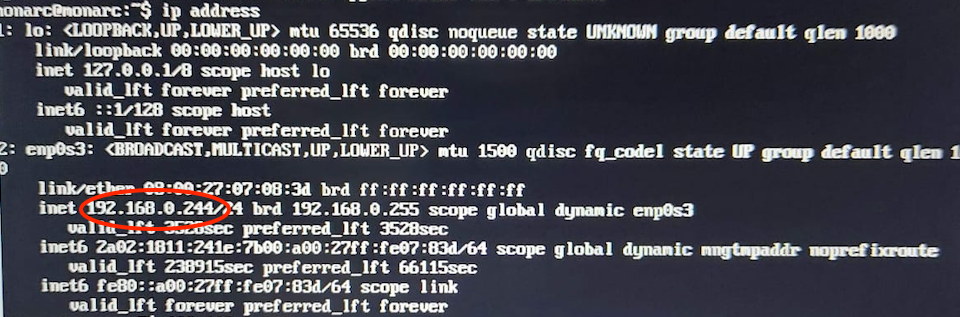 monarc@monarc:~$ ip address
1: lo: <LOOPBACK,UP,LOWER_UP> mtu 65536 qdisc noqueue state UNKNOWN group default qlen 1000
link/loopback 00:00:00:00:00:00 brd 00:00:00:00:00:00
inet 127.0.0.1/8 scope host lo
valid_lft forever preferred_lft forever
inet6 ::1/128 scope host
valid_lft forever preferred_lft forever
2: enp0s3: <BROADCAST,MULTICAST,UP,LOWER_UP> mtu 1500 qdisc fq_codel state UP group default qlen 1
0
link/ether 08:00:27:07:08:3d brd ff:ff:ff:ff:ff:ff
inet 192.168.0.244/24 brd 192.168.0.255 scope global dynamic enp0s3
valid_lft 3528sec preferred_lft 3528sec
inet6 2a02:1811:241e:7b00:a00:27ff:fe07:83d/64 scope global dynamic mngtmpaddr noprefixroute
valid_lft 238915sec preferred_lft 66115sec
inet6 fe80::a00:27ff:fe07:83d/64 scope link
valid_lft forever preferred_lft forever